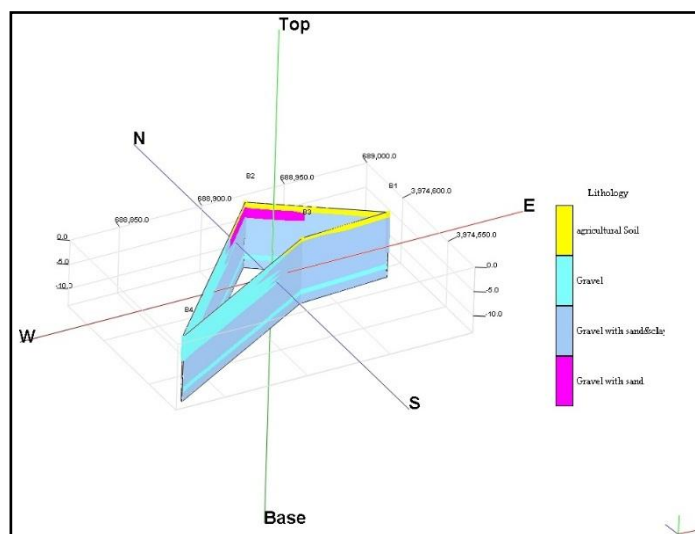 Top
N
689,000.0
B2
688,950.0
B1
688,900.0
3,974,600.0
688,850.0
B3
E
3,974,550.0
Lithology
agricultural Soil
0.0
-5.0
-10.0
0.0
-5.0
-10.0
Gravel
B4
W
Gravel with sand&clay
Gravel with sand
S
Base